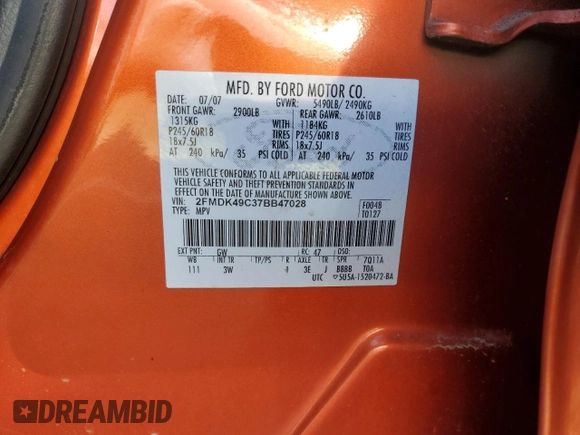 MFD. BY FORD MOTOR CO.
DATE: 07/07 GVWR: 5490LB/ 2490KG
FRONT GAWR: 2900LB REAR GAWR: 2610LB
1315KG WITH 1184KG WITH
P245/60R18 TIRES P245/60R18 TIRES
18x7.5J RIMS 18x7.5J RIMS
AT 240 kPa/ 35 PSI COLD AT 240 kPa/ 35 PSI COLD
THIS VEHICLE CONFORMS TO ALL APPLICABLE FEDERAL MOTOR
VEHICLE SAFETY AND THEFT PREVENTION STANDARDS IN
EFFECT ON THE DATE OF MANUFACTURE SHOWN ABOVE.
VIN: 2FMDK49C37BB47028 F0048
TYPE: MPV T0127
EXT PNT: GW RC: 47 DSO:
WB INT TR TP/PS R AXLE TR SPR 7Q11A
111 3W 4 3E J BBBB TOA
UTC 5U5A-1520472-BA
DREAMBID